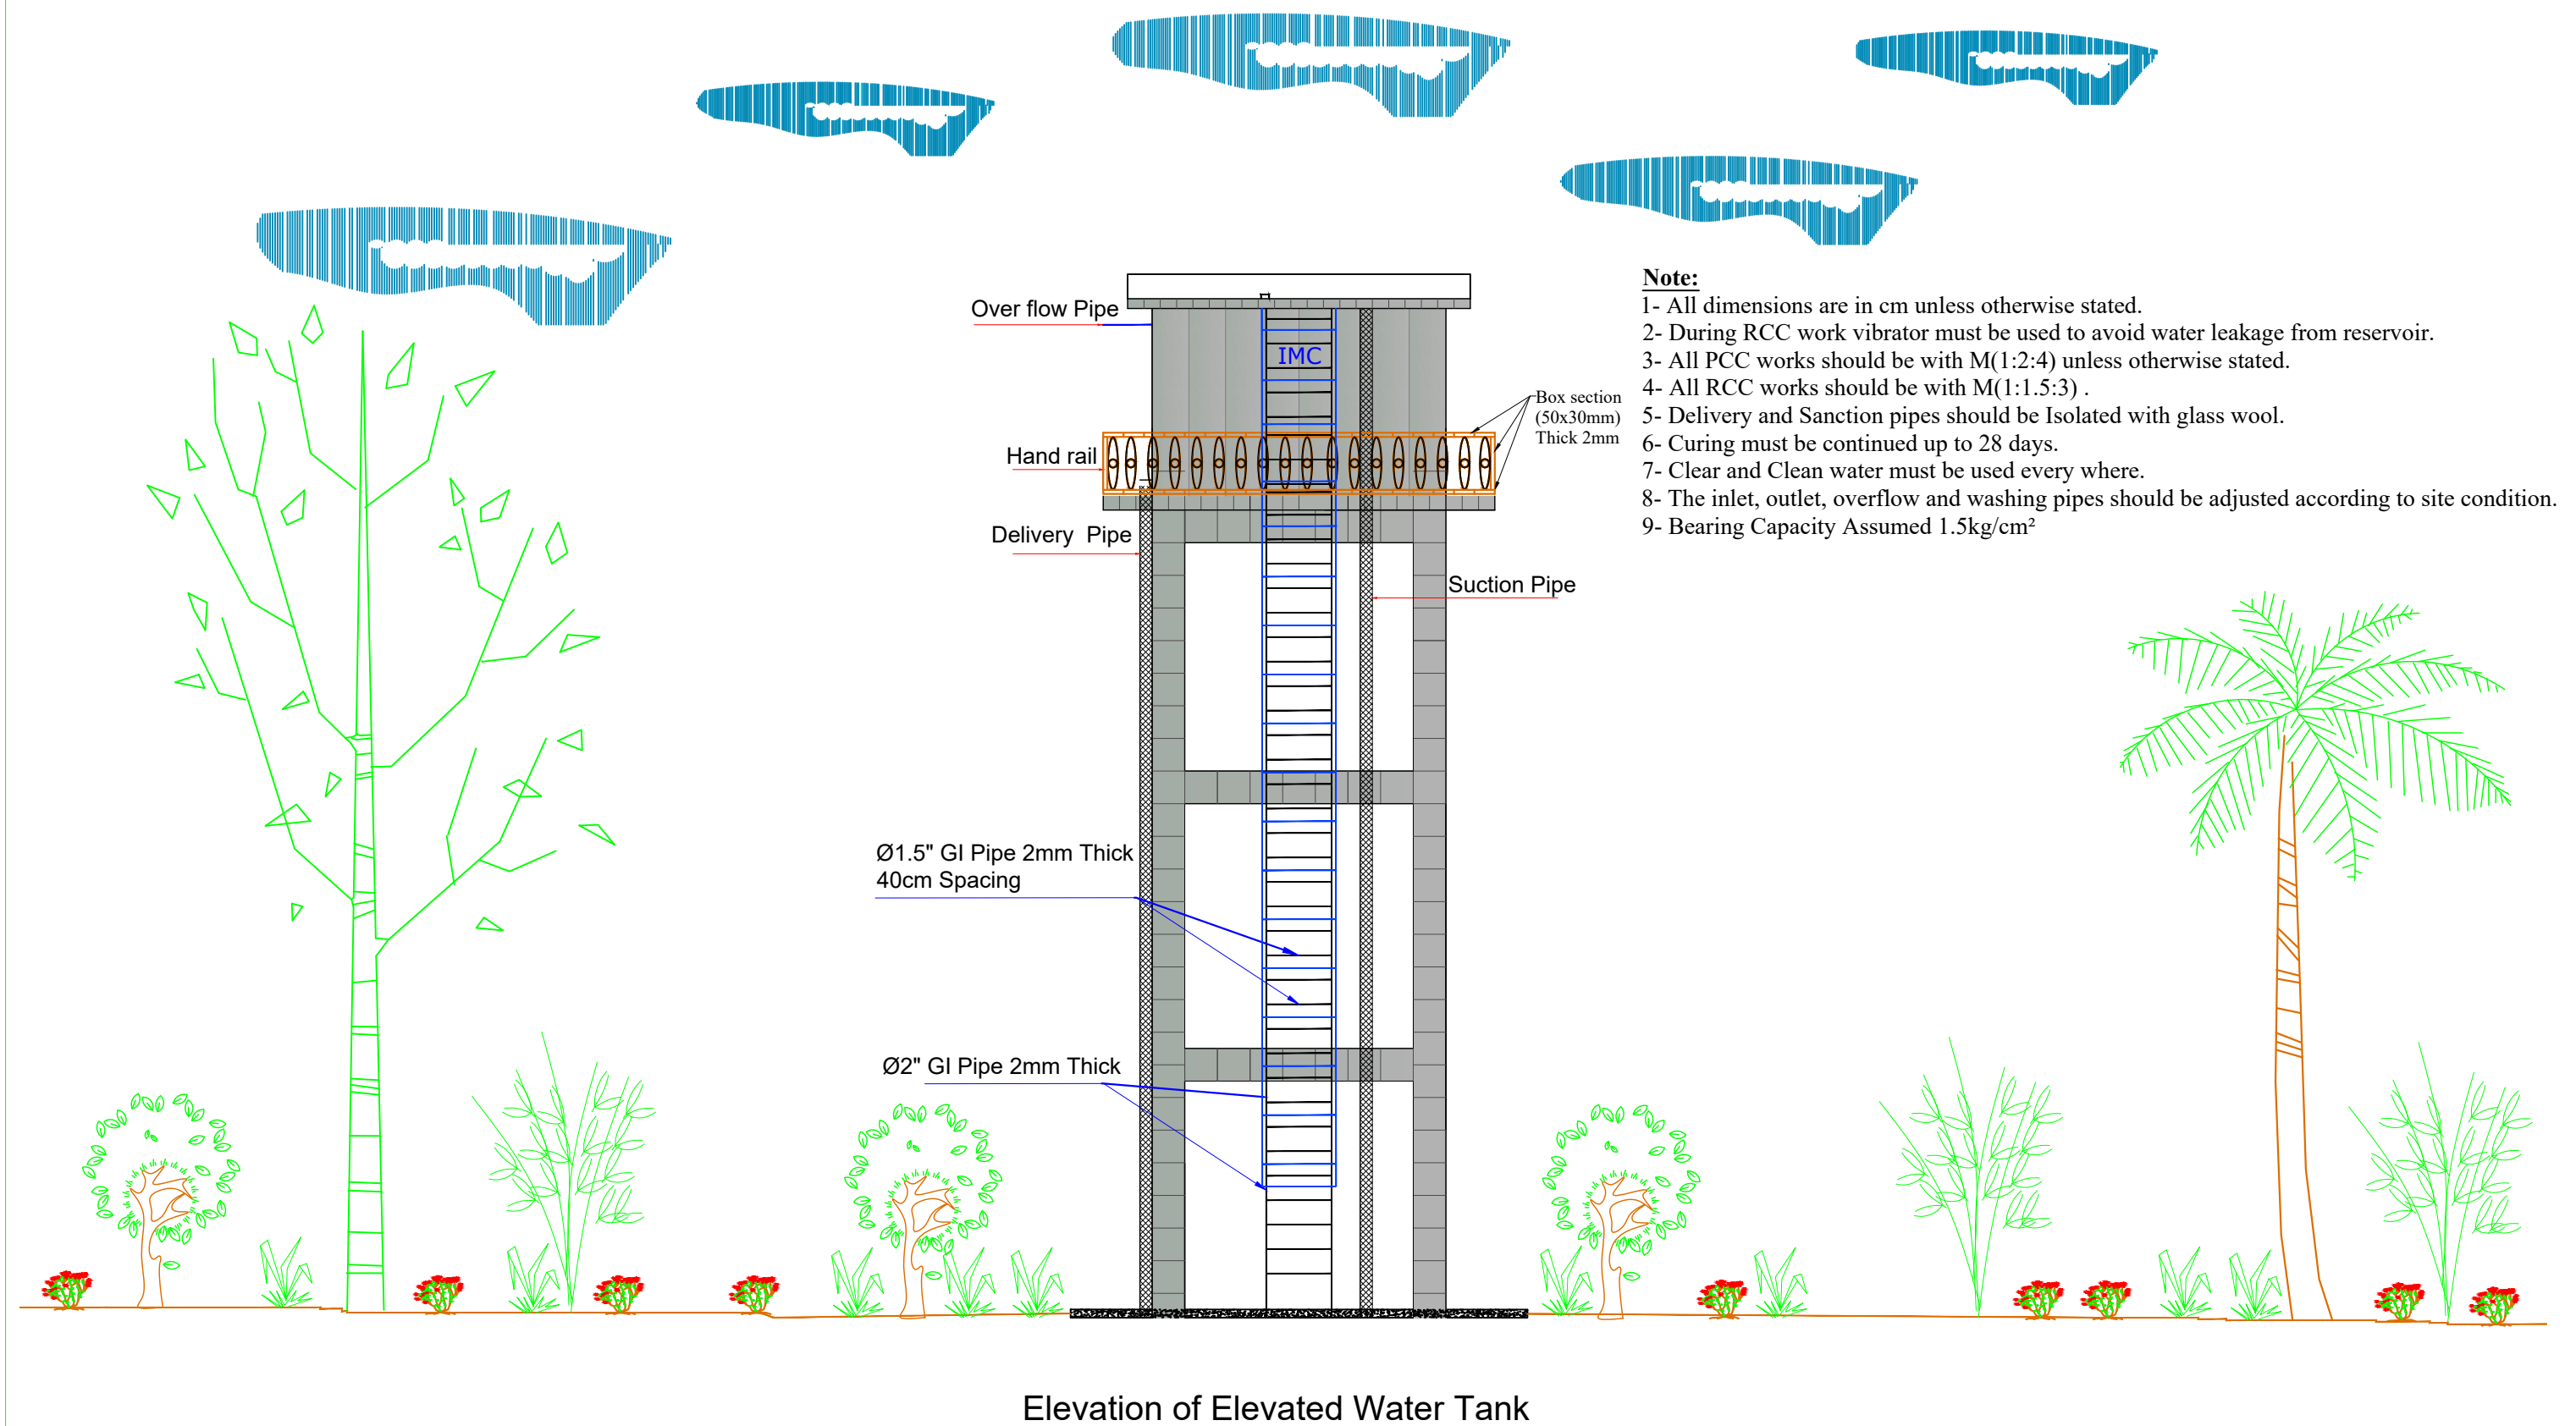 Over flow Pipe
IMC
Hand rail
Delivery Pipe
Box section
(50x30mm)
Thick 2mm
Suction Pipe
Note:
1- All dimensions are in cm unless otherwise stated.
2- During RCC work vibrator must be used to avoid water leakage from reservoir.
3- All PCC works should be with M(1:2:4) unless otherwise stated.
4- All RCC works should be with M(1:1.5:3) .
5- Delivery and Sanction pipes should be Isolated with glass wool.
6- Curing must be continued up to 28 days.
7- Clear and Clean water must be used every where.
8- The inlet, outlet, overflow and washing pipes should be adjusted according to site condition.
9- Bearing Capacity Assumed 1.5kg/cm²
Ø1.5" GI Pipe 2mm Thick
40cm Spacing
Ø2" GI Pipe 2mm Thick
Elevation of Elevated Water Tank